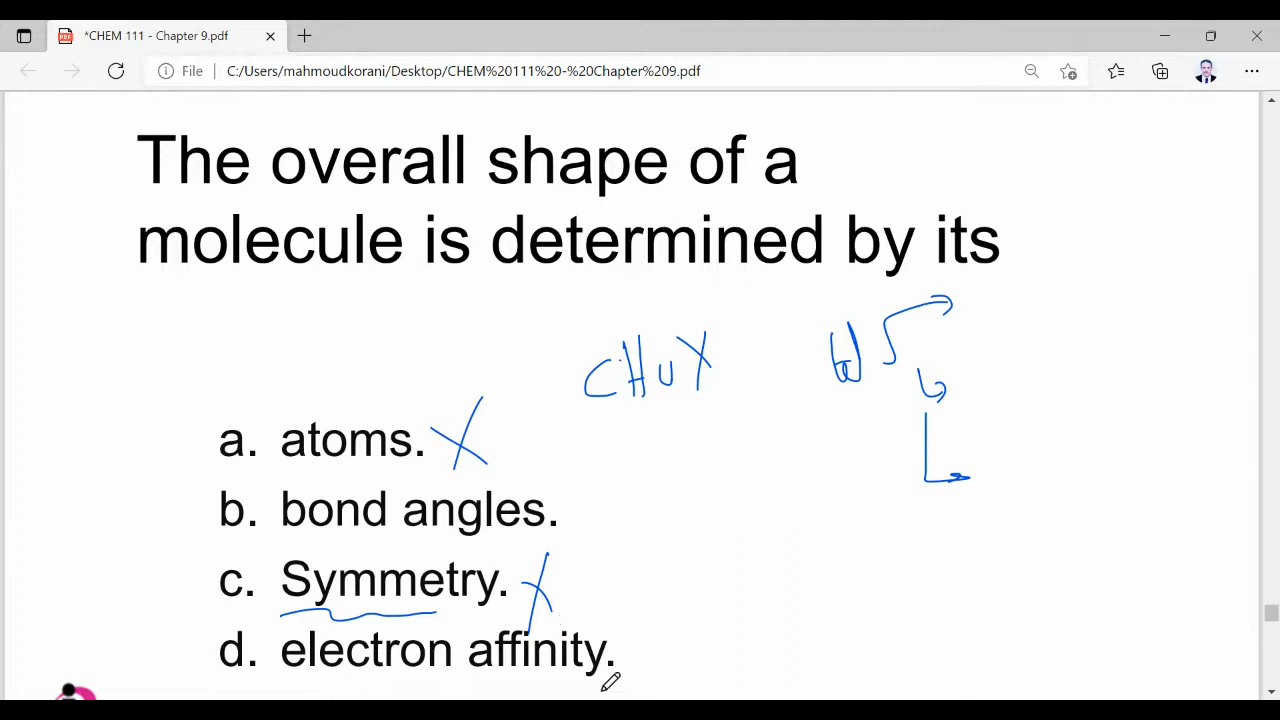 *CHEM 111 - Chapter 9.pdf
File C:/Users/mahmoudkorani/Desktop/CHEM%20111%20-%20Chapter%209.pdf
The overall shape of a
molecule is determined by its
a. atoms. X
b. bond angles.
c. Symmetry. X
d. electron affinity.